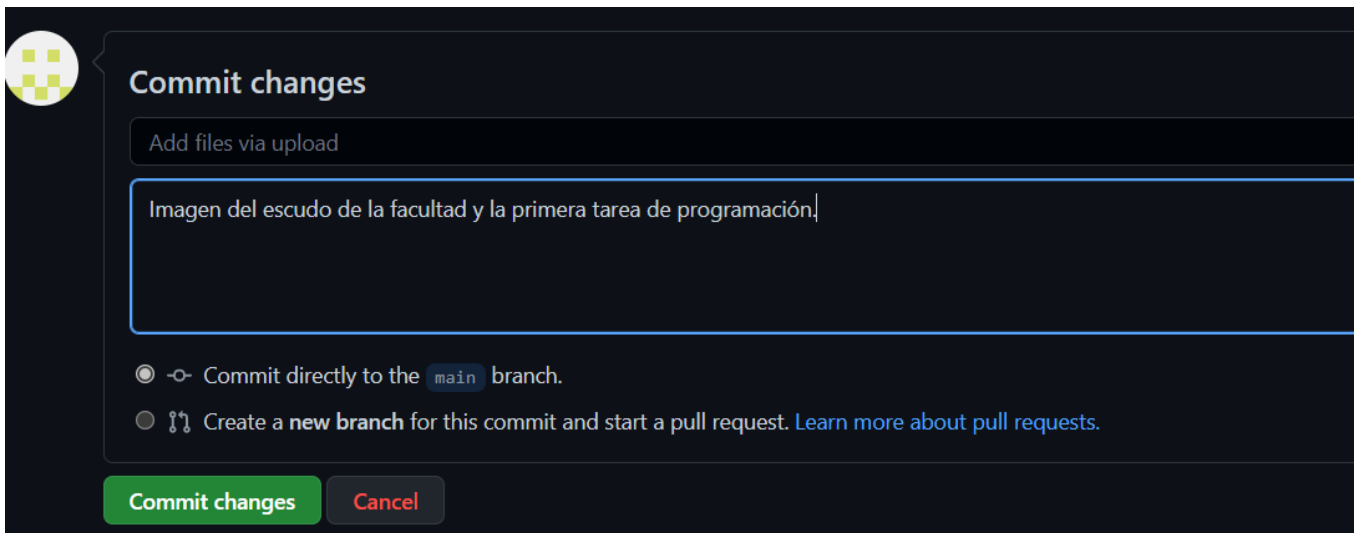 Commit changes
Add files via upload
Imagen del escudo de la facultad y la primera tarea de programación.
Commit directly to the main branch.
Create a new branch for this commit and start a pull request. Learn more about pull requests.
Commit changes Cancel